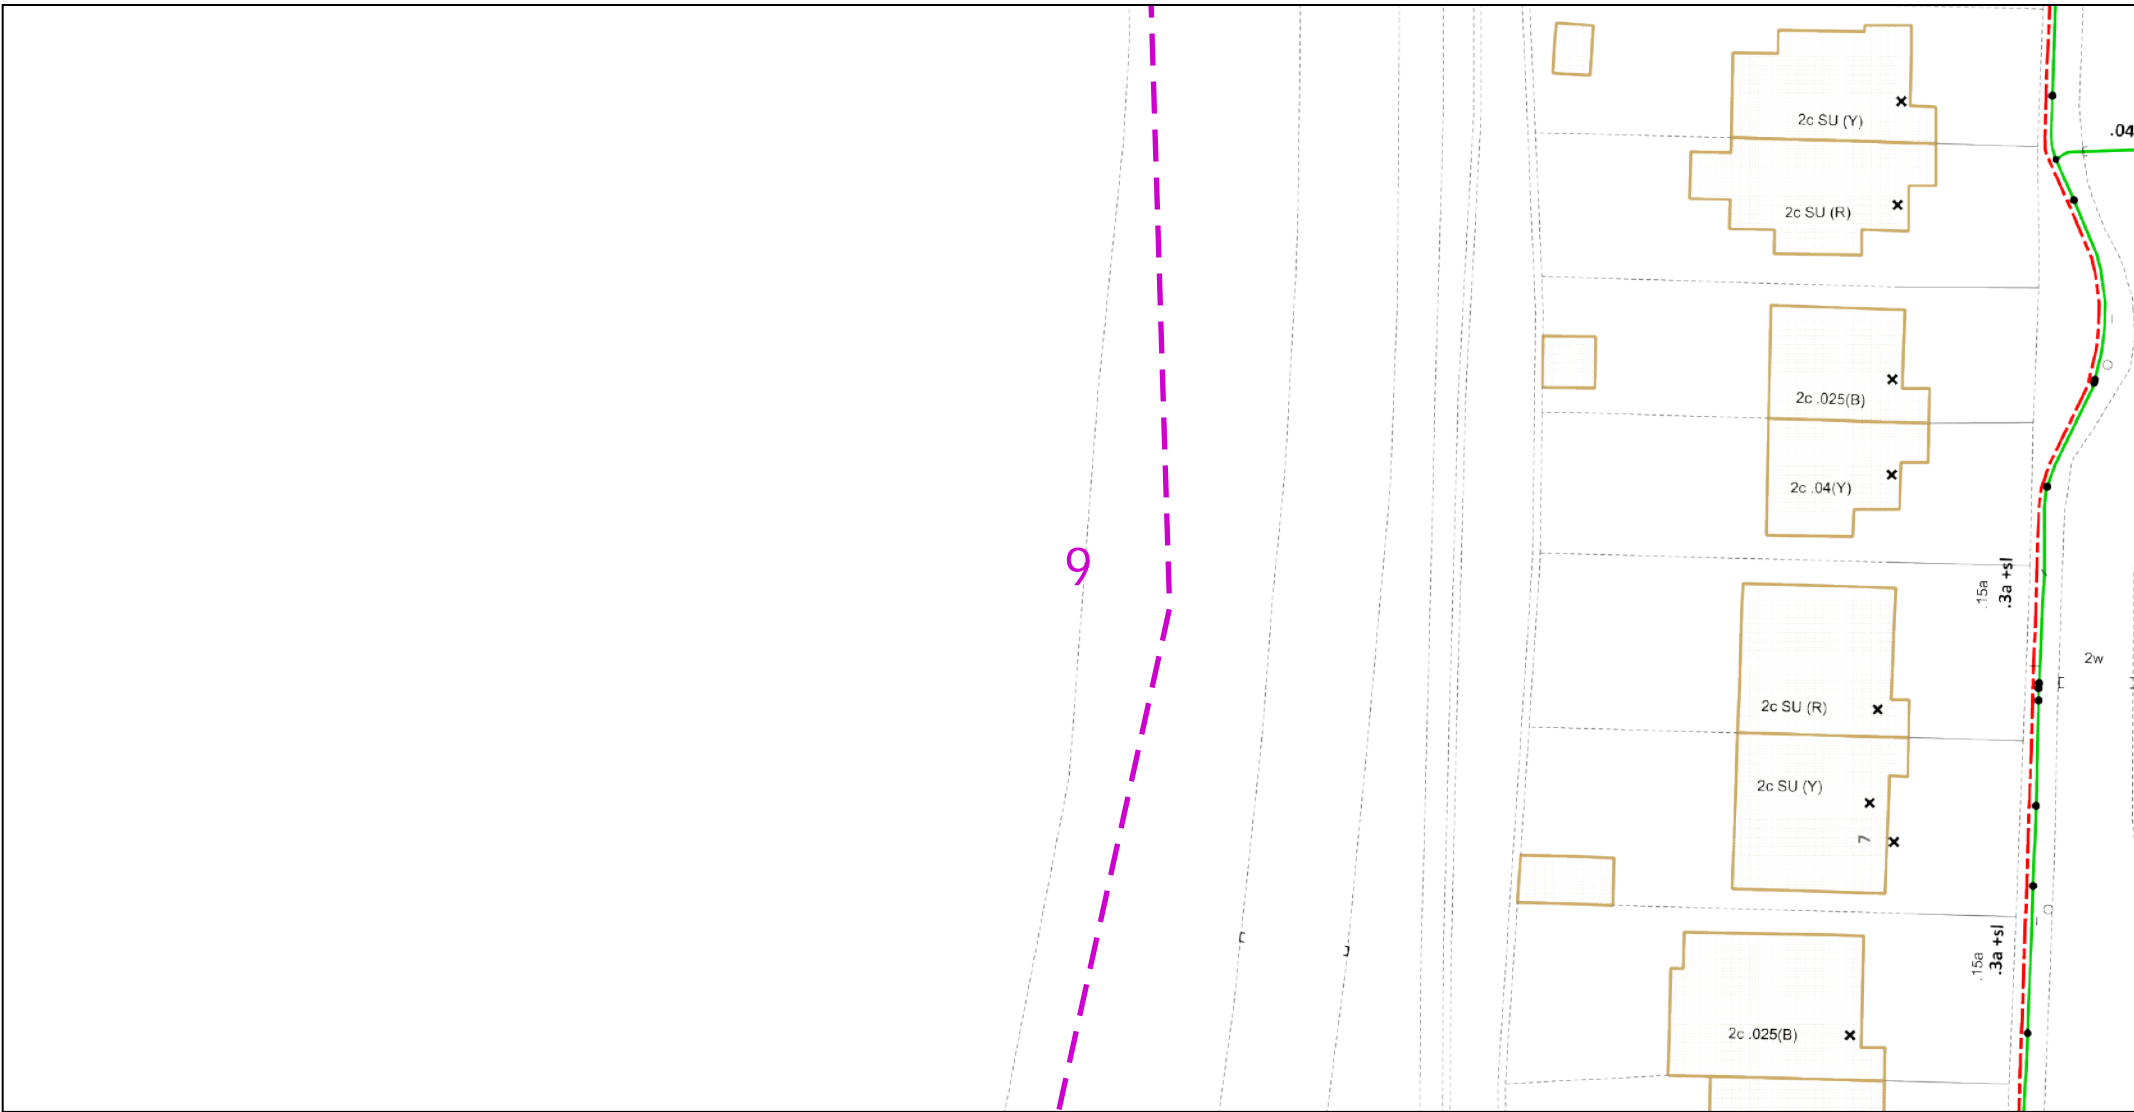 2c SU (Y)
.04
2c SU (R)
2c .025(B)
2c .04(Y)
9
.15a
.3a +sl
2w
2c SU (R)
2c SU (Y)
7
.15a
.3a +sl
2c .025(B)